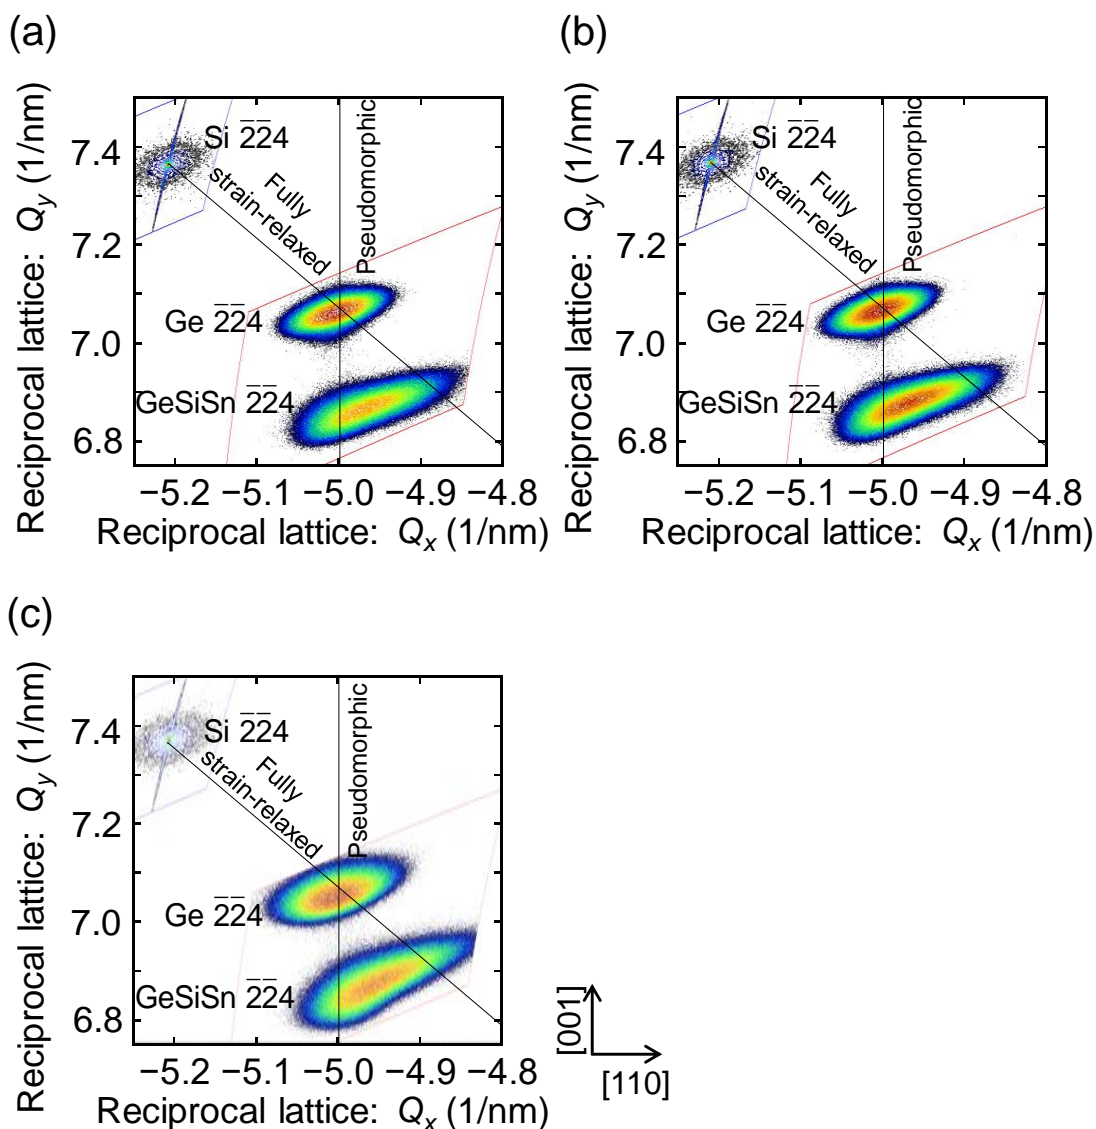 (a)
Reciprocal lattice: Qy (1/nm)
7.4
7.2
7.0
6.8
Si 2̅2̅4
Fully
strain-relaxed
Pseudomorphic
Ge 2̅2̅4
GeSiSn 2̅2̅4
−5.2 −5.1 −5.0 −4.9 −4.8
Reciprocal lattice: Qx (1/nm)
(b)
Reciprocal lattice: Qy (1/nm)
7.4
7.2
7.0
6.8
Si 2̅2̅4
Fully
strain-relaxed
Pseudomorphic
Ge 2̅2̅4
GeSiSn 2̅2̅4
−5.2 −5.1 −5.0 −4.9 −4.8
Reciprocal lattice: Qx (1/nm)
(c)
Reciprocal lattice: Qy (1/nm)
7.4
7.2
7.0
6.8
Si 2̅2̅4
Fully
strain-relaxed
Pseudomorphic
Ge 2̅2̅4
GeSiSn 2̅2̅4
−5.2 −5.1 −5.0 −4.9 −4.8
Reciprocal lattice: Qx (1/nm)
[001]
[110]